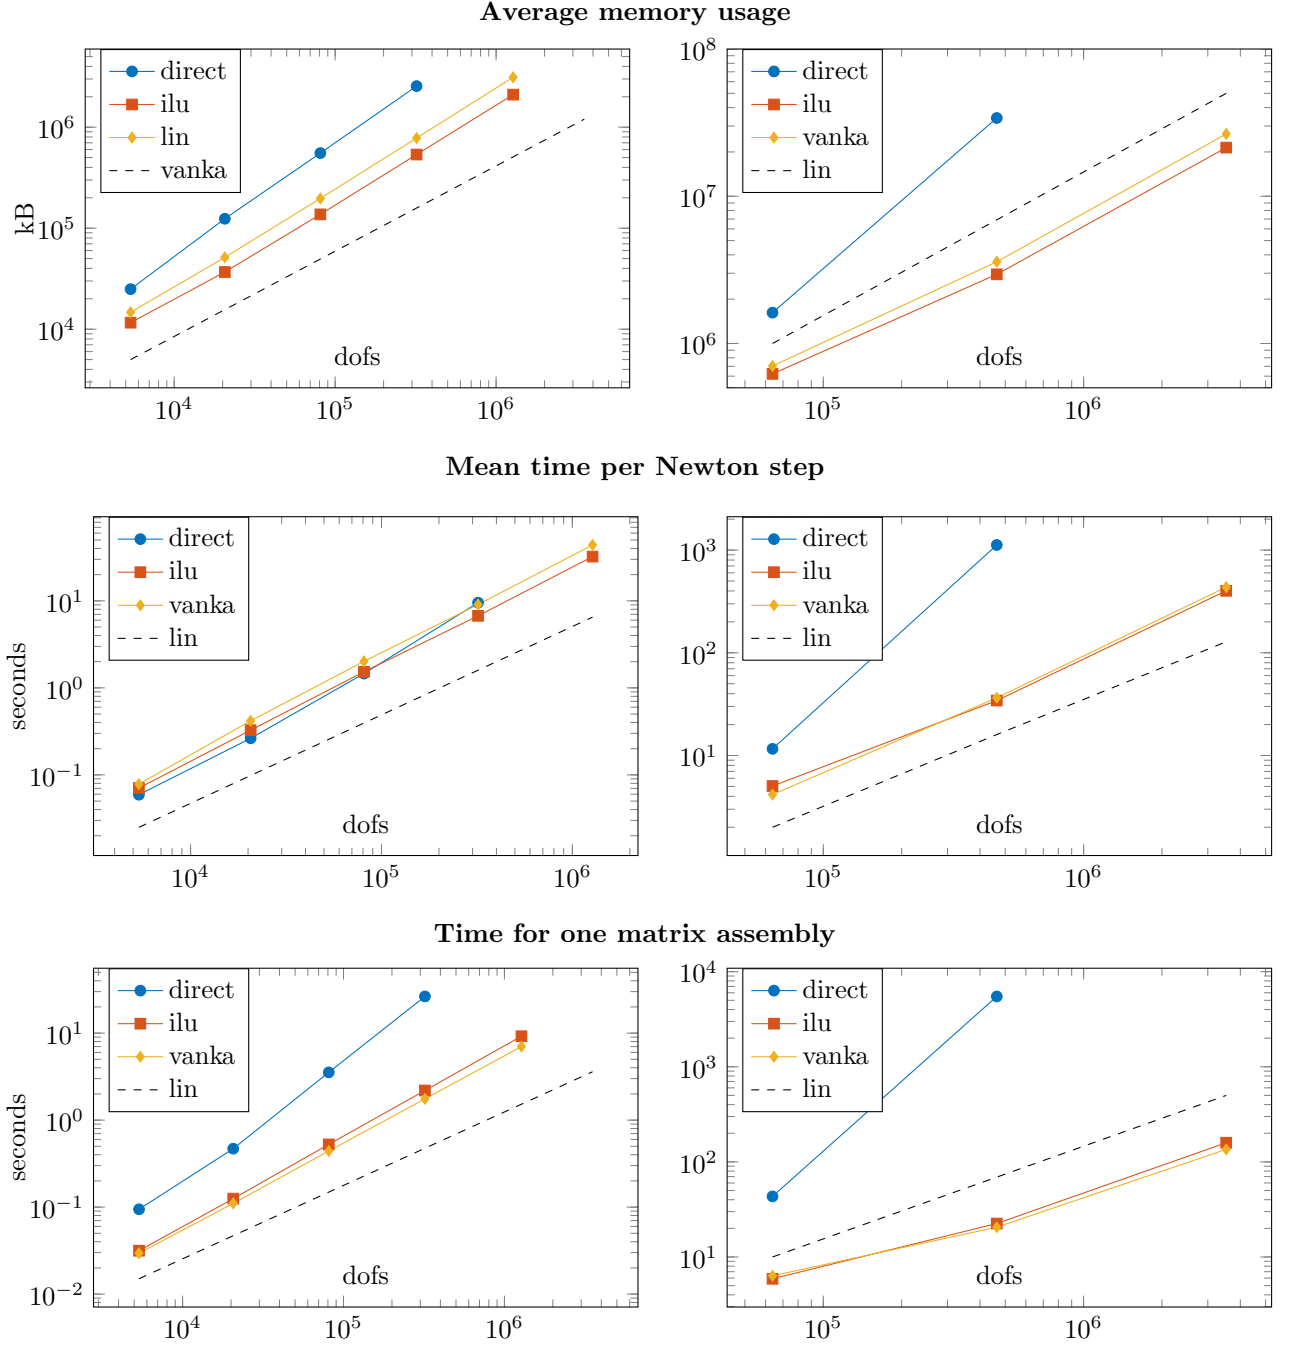 Average memory usage
direct
ilu
lin
vanka
kB
10^4
10^5
10^6
dofs
10^4
10^5
10^6
direct
ilu
vanka
lin
10^8
10^7
10^6
dofs
10^5
10^6
Mean time per Newton step
direct
ilu
vanka
lin
seconds
10^1
10^0
10^−1
dofs
10^4
10^5
10^6
direct
ilu
vanka
lin
10^3
10^2
10^1
dofs
10^5
10^6
Time for one matrix assembly
direct
ilu
vanka
lin
seconds
10^1
10^0
10^−1
10^−2
dofs
10^4
10^5
10^6
direct
ilu
vanka
lin
10^4
10^3
10^2
10^1
dofs
10^5
10^6